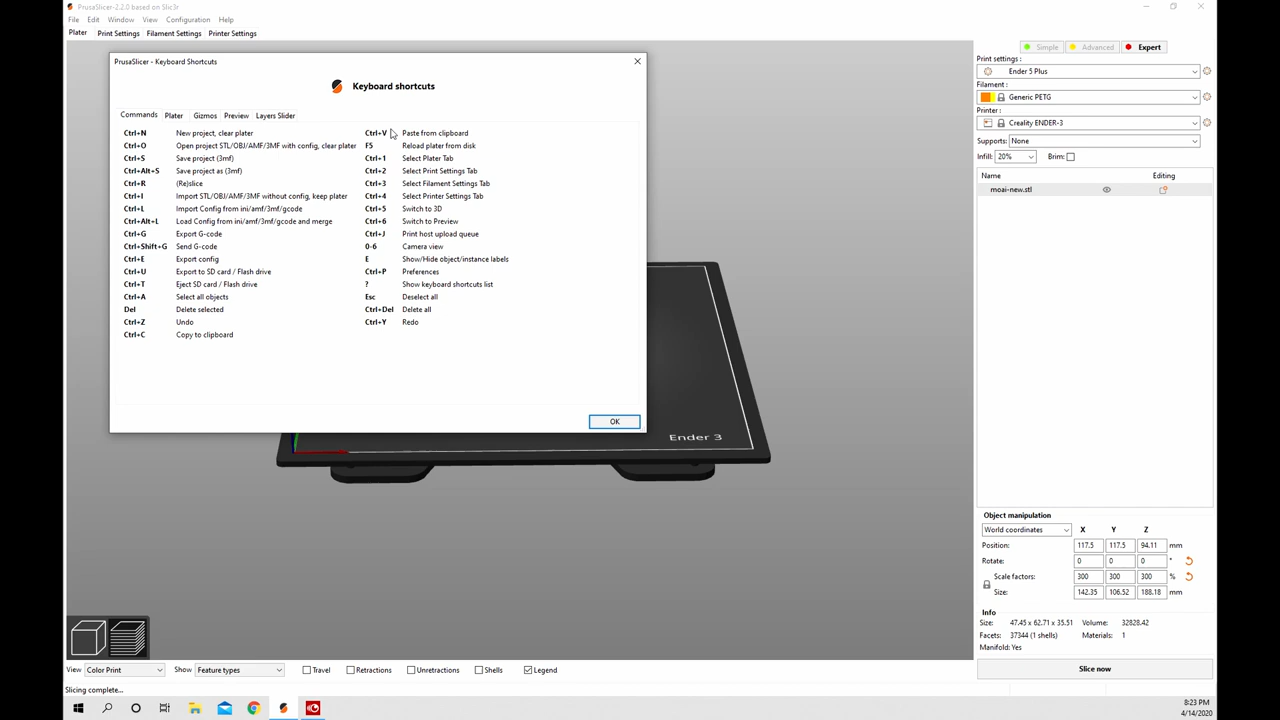 PrusaSlicer-2.2.0 based on Slic3r
File Edit Window View Configuration Help
Plater Print Settings Filament Settings Printer Settings
PrusaSlicer - Keyboard Shortcuts
Keyboard shortcuts
Commands Plater Gizmos Preview Layers Slider
Ctrl+N New project, clear plater
Ctrl+O Open project STL/OBJ/AMF/3MF with config, clear plater
Ctrl+S Save project (3mf)
Ctrl+Alt+S Save project as (3mf)
Ctrl+R (Re)slice
Ctrl+I Import STL/OBJ/AMF/3MF without config, keep plater
Ctrl+L Import Config from ini/amf/3mf/gcode
Ctrl+Alt+L Load Config from ini/amf/3mf/gcode and merge
Ctrl+G Export G-code
Ctrl+Shift+G Send G-code
Ctrl+E Export config
Ctrl+U Export to SD card / Flash drive
Ctrl+T Eject SD card / Flash drive
Ctrl+A Select all objects
Del Delete selected
Ctrl+Z Undo
Ctrl+C Copy to clipboard
Ctrl+V Paste from clipboard
F5 Reload plater from disk
Ctrl+1 Select Plater Tab
Ctrl+2 Select Print Settings Tab
Ctrl+3 Select Filament Settings Tab
Ctrl+4 Select Printer Settings Tab
Ctrl+5 Switch to 3D
Ctrl+6 Switch to Preview
Ctrl+J Print host upload queue
0-6 Camera view
E Show/Hide object/instance labels
Ctrl+P Preferences
? Show keyboard shortcuts list
Esc Deselect all
Ctrl+Del Delete all
Ctrl+Y Redo
OK
Ender 3
Simple Advanced Expert
Print settings :
Ender 5 Plus
Filament :
Generic PETG
Printer :
Creality ENDER-3
Supports: None
Infill: 20% Brim:
Name Editing
moai-new.stl
Object manipulation
World coordinates X Y Z
Position: 117.5 117.5 94.11 mm
Rotate: 0 0 0 °
Scale factors: 300 300 300 %
Size: 142.35 106.52 188.18 mm
Info
Size: 47.45 x 62.71 x 35.51 Volume: 32828.42
Facets: 37344 (1 shells) Materials: 1
Manifold: Yes
Slice now
View Color Print Show Feature types Travel Retractions Unretractions Shells Legend
Slicing complete...
8:23 PM
4/14/2020